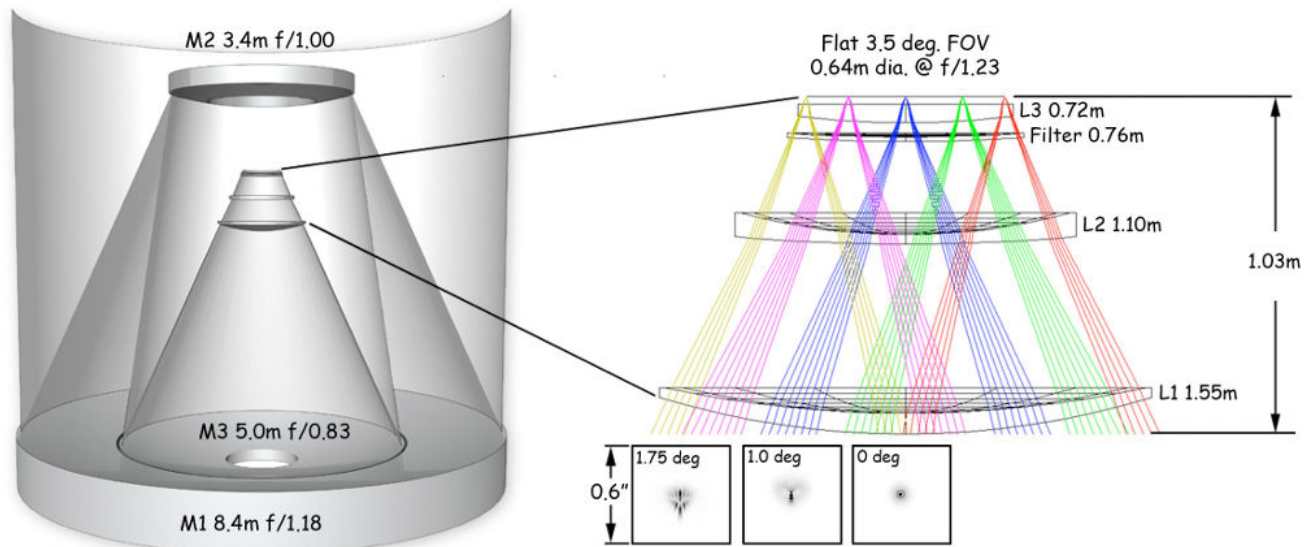 M2 3.4m f/1.00
M3 5.0m f/0.83
M1 8.4m f/1.18
Flat 3.5 deg. FOV
0.64m dia. @ f/1.23
L3 0.72m
Filter 0.76m
L2 1.10m
1.03m
L1 1.55m
0.6"
1.75 deg
1.0 deg
0 deg